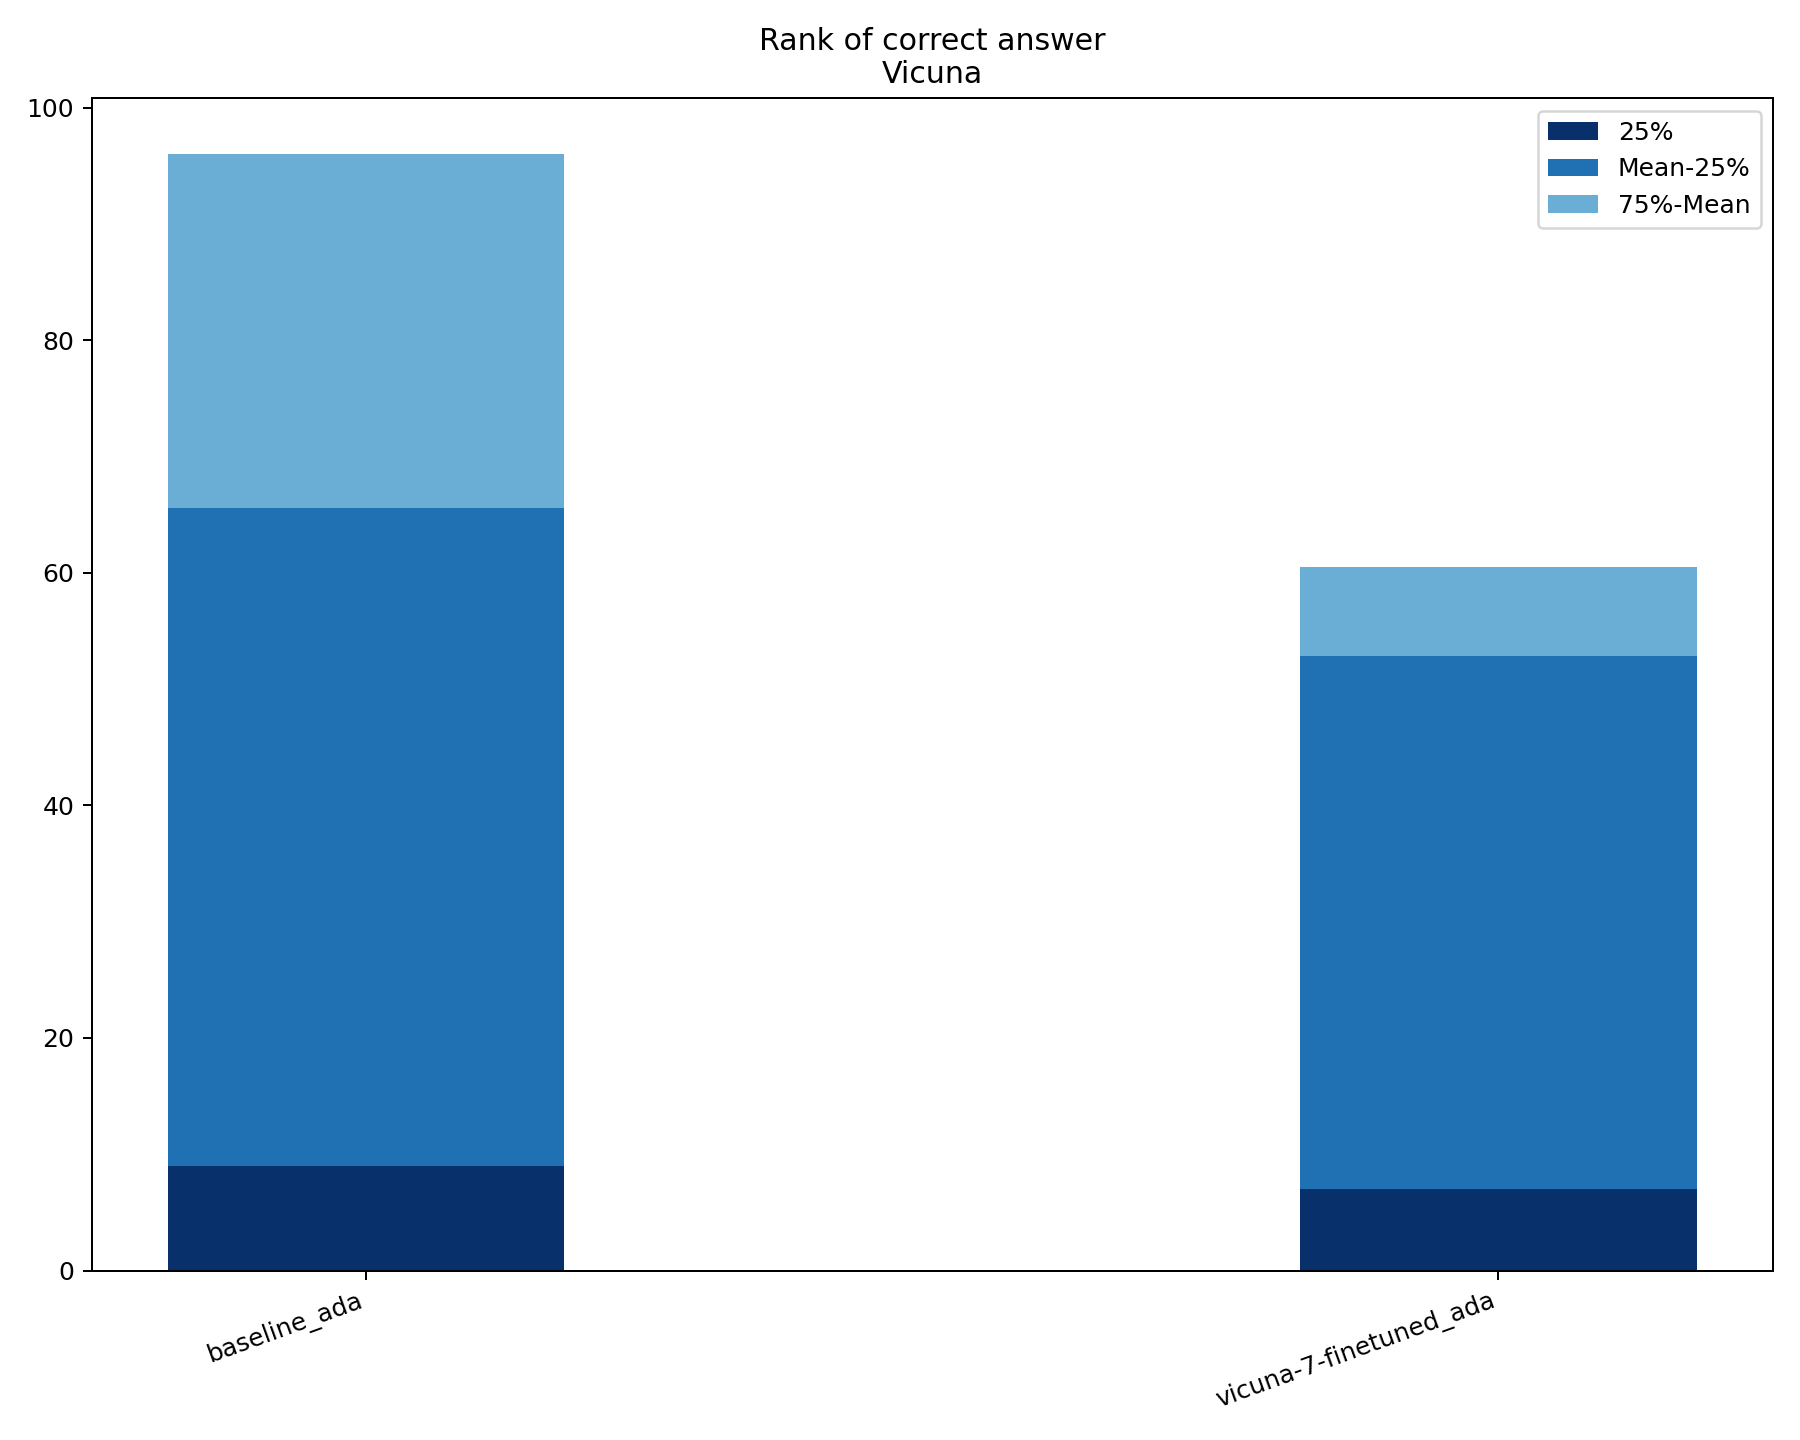 Rank of correct answer
Vicuna
100
80
60
40
20
0
25%
Mean-25%
75%-Mean
baseline_ada
vicuna-7-finetuned_ada